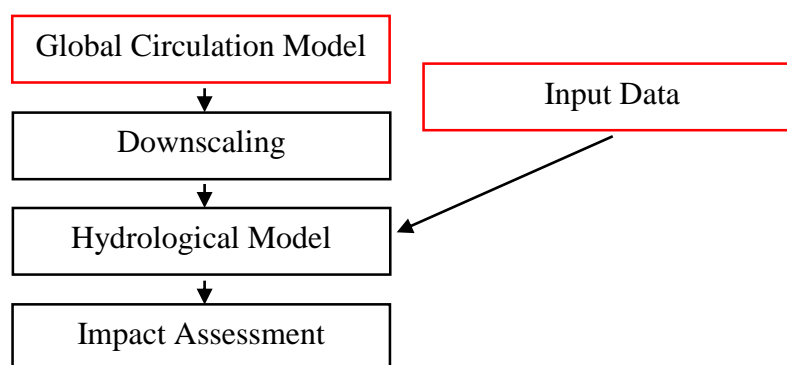 Global Circulation Model
Input Data
Downscaling
Hydrological Model
Impact Assessment